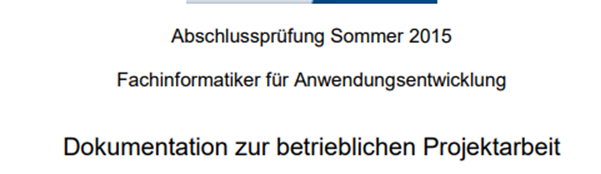 Abschlussprüfung Sommer 2015
Fachinformatiker für Anwendungsentwicklung
Dokumentation zur betrieblichen Projektarbeit